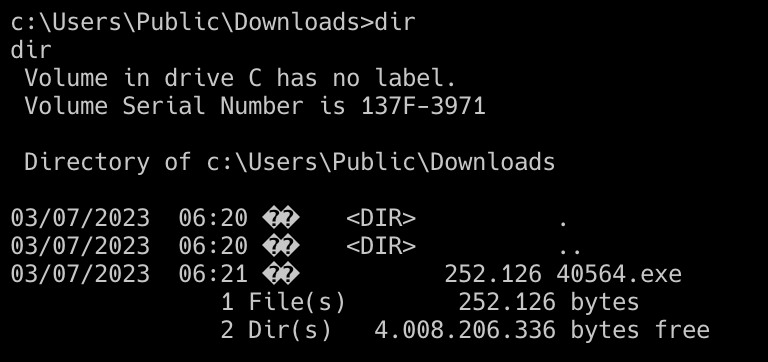 c:\Users\Public\Downloads>dir
dir
 Volume in drive C has no label.
 Volume Serial Number is 137F-3971

 Directory of c:\Users\Public\Downloads

03/07/2023  06:20 ��   <DIR>          .
03/07/2023  06:20 ��   <DIR>          ..
03/07/2023  06:21 ��          252.126 40564.exe
               1 File(s)        252.126 bytes
               2 Dir(s)   4.008.206.336 bytes free